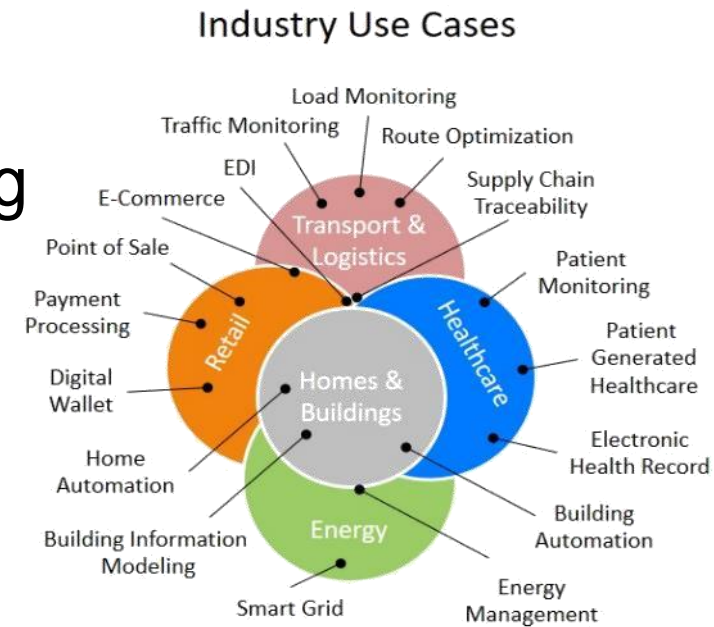 Industry Use Cases
Load Monitoring
Traffic Monitoring
Route Optimization
EDI
Supply Chain
Traceability
g
E-Commerce
Transport &
Logistics
Point of Sale
Patient
Monitoring
Payment
Processing
Retail
Healthcare
Patient
Generated
Healthcare
Digital
Wallet
Homes &
Buildings
Electronic
Health Record
Home
Automation
Building
Automation
Building Information
Modeling
Energy
Energy
Management
Smart Grid